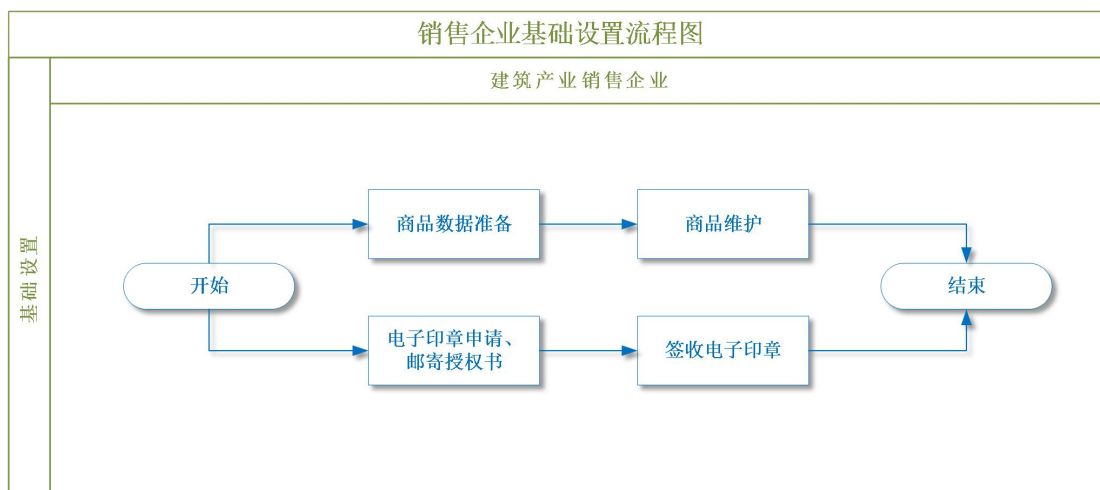 销售企业基础设置流程图
建筑产业销售企业
基础设置
商品数据准备
商品维护
开始
结束
电子印章申请、
邮寄授权书
签收电子印章